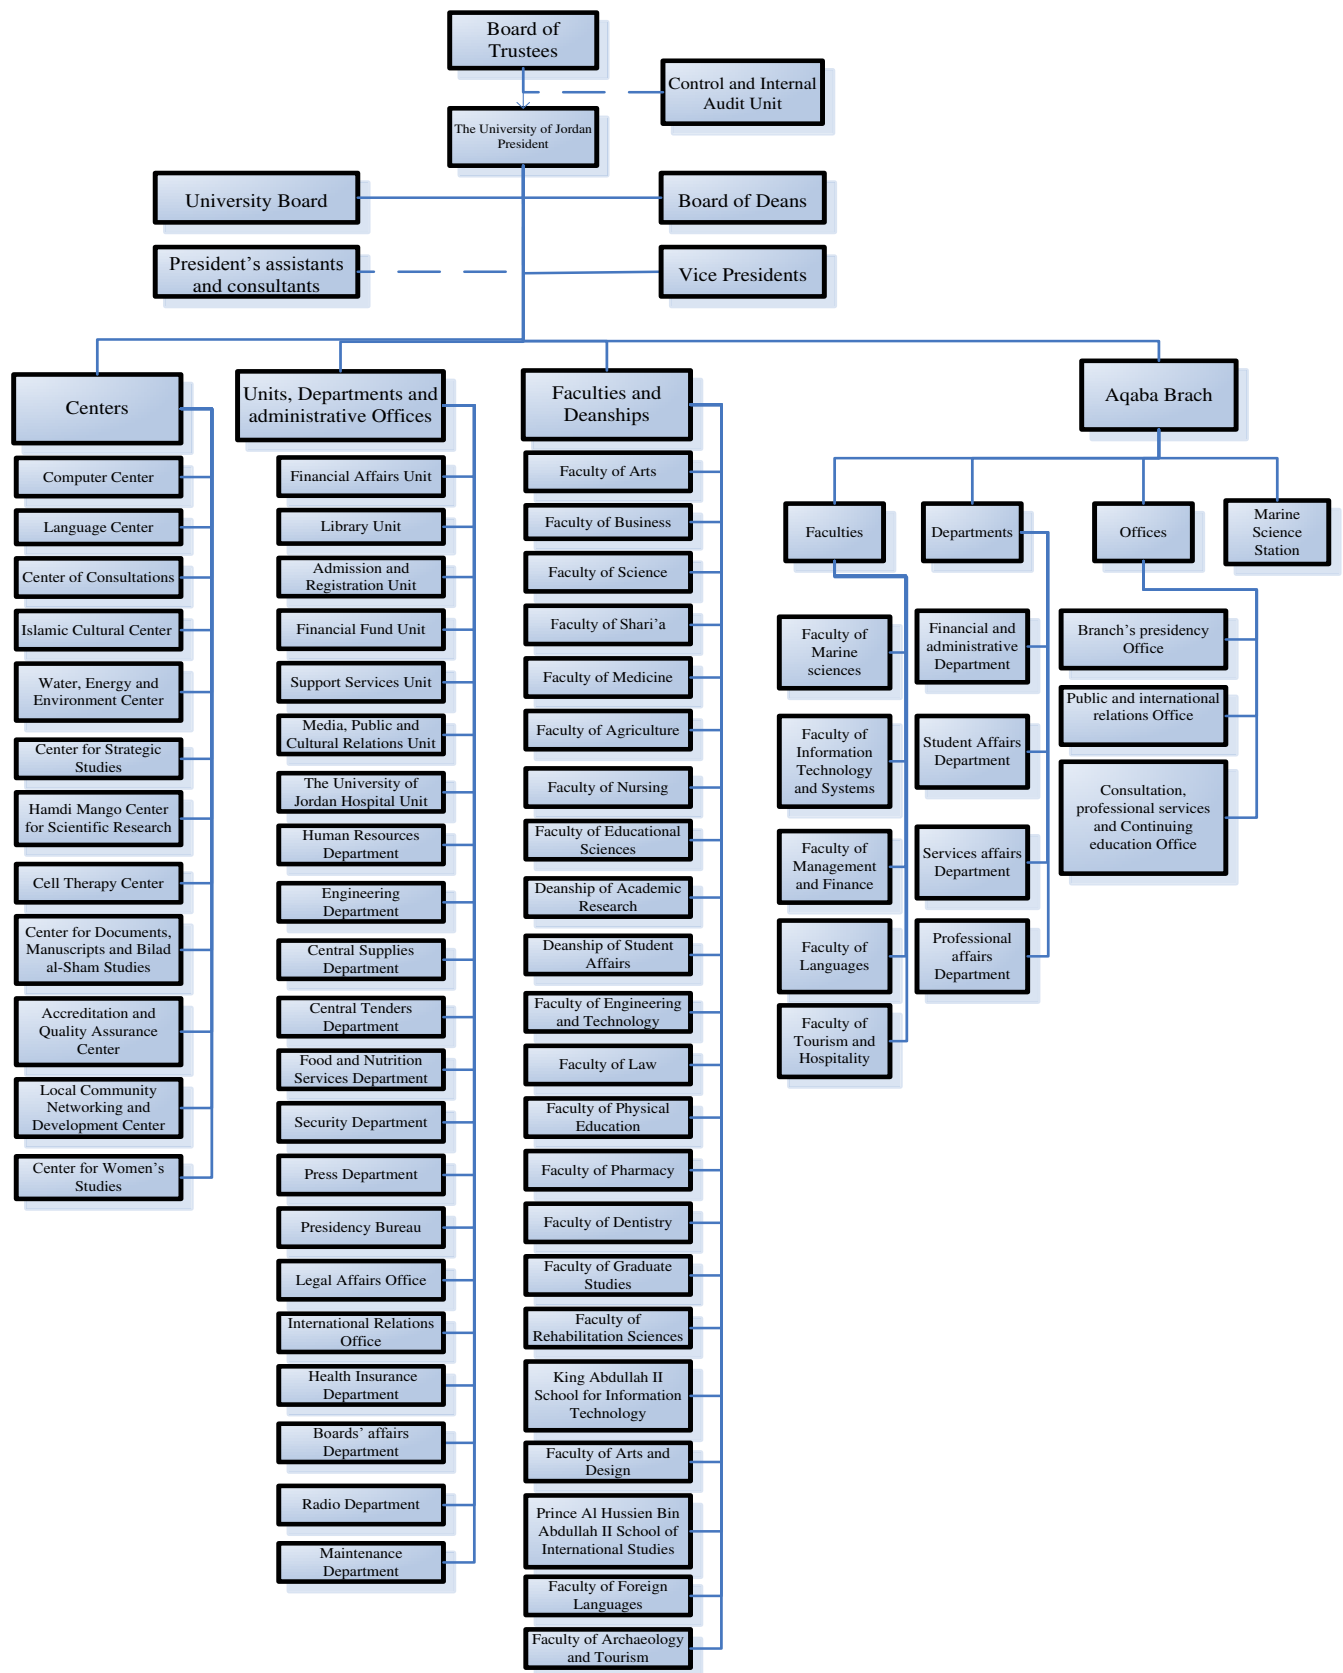 Board of
Trustees
Control and Internal
Audit Unit
The University of Jordan
President
University Board
Board of Deans
President’s assistants
and consultants
Vice Presidents
Centers
Computer Center
Language Center
Center of Consultations
Islamic Cultural Center
Water, Energy and
Environment Center
Center for Strategic
Studies
Hamdi Mango Center
for Scientific Research
Cell Therapy Center
Center for Documents,
Manuscripts and Bilad
al-Sham Studies
Accreditation and
Quality Assurance
Center
Local Community
Networking and
Development Center
Center for Women’s
Studies
Units, Departments and
administrative Offices
Financial Affairs Unit
Library Unit
Admission and
Registration Unit
Financial Fund Unit
Support Services Unit
Media, Public and
Cultural Relations Unit
The University of
Jordan Hospital Unit
Human Resources
Department
Engineering
Department
Central Supplies
Department
Central Tenders
Department
Food and Nutrition
Services Department
Security Department
Press Department
Presidency Bureau
Legal Affairs Office
International Relations
Office
Health Insurance
Department
Boards’ affairs
Department
Radio Department
Maintenance
Department
Faculties and
Deanships
Faculty of Arts
Faculty of Business
Faculty of Science
Faculty of Shari’a
Faculty of Medicine
Faculty of Agriculture
Faculty of Nursing
Faculty of Educational
Sciences
Deanship of Academic
Research
Deanship of Student
Affairs
Faculty of Engineering
and Technology
Faculty of Law
Faculty of Physical
Education
Faculty of Pharmacy
Faculty of Dentistry
Faculty of Graduate
Studies
Faculty of
Rehabilitation Sciences
King Abdullah II
School for Information
Technology
Faculty of Arts and
Design
Prince Al Hussien Bin
Abdullah II School of
International Studies
Faculty of Foreign
Languages
Faculty of Archaeology
and Tourism
Aqaba Brach
Faculties
Faculty of
Marine
sciences
Faculty of
Information
Technology
and Systems
Faculty of
Management
and Finance
Faculty of
Languages
Faculty of
Tourism and
Hospitality
Departments
Financial and
administrative
Department
Student Affairs
Department
Services affairs
Department
Professional
affairs
Department
Offices
Branch’s presidency
Office
Public and international
relations Office
Consultation,
professional services
and Continuing
education Office
Marine
Science
Station